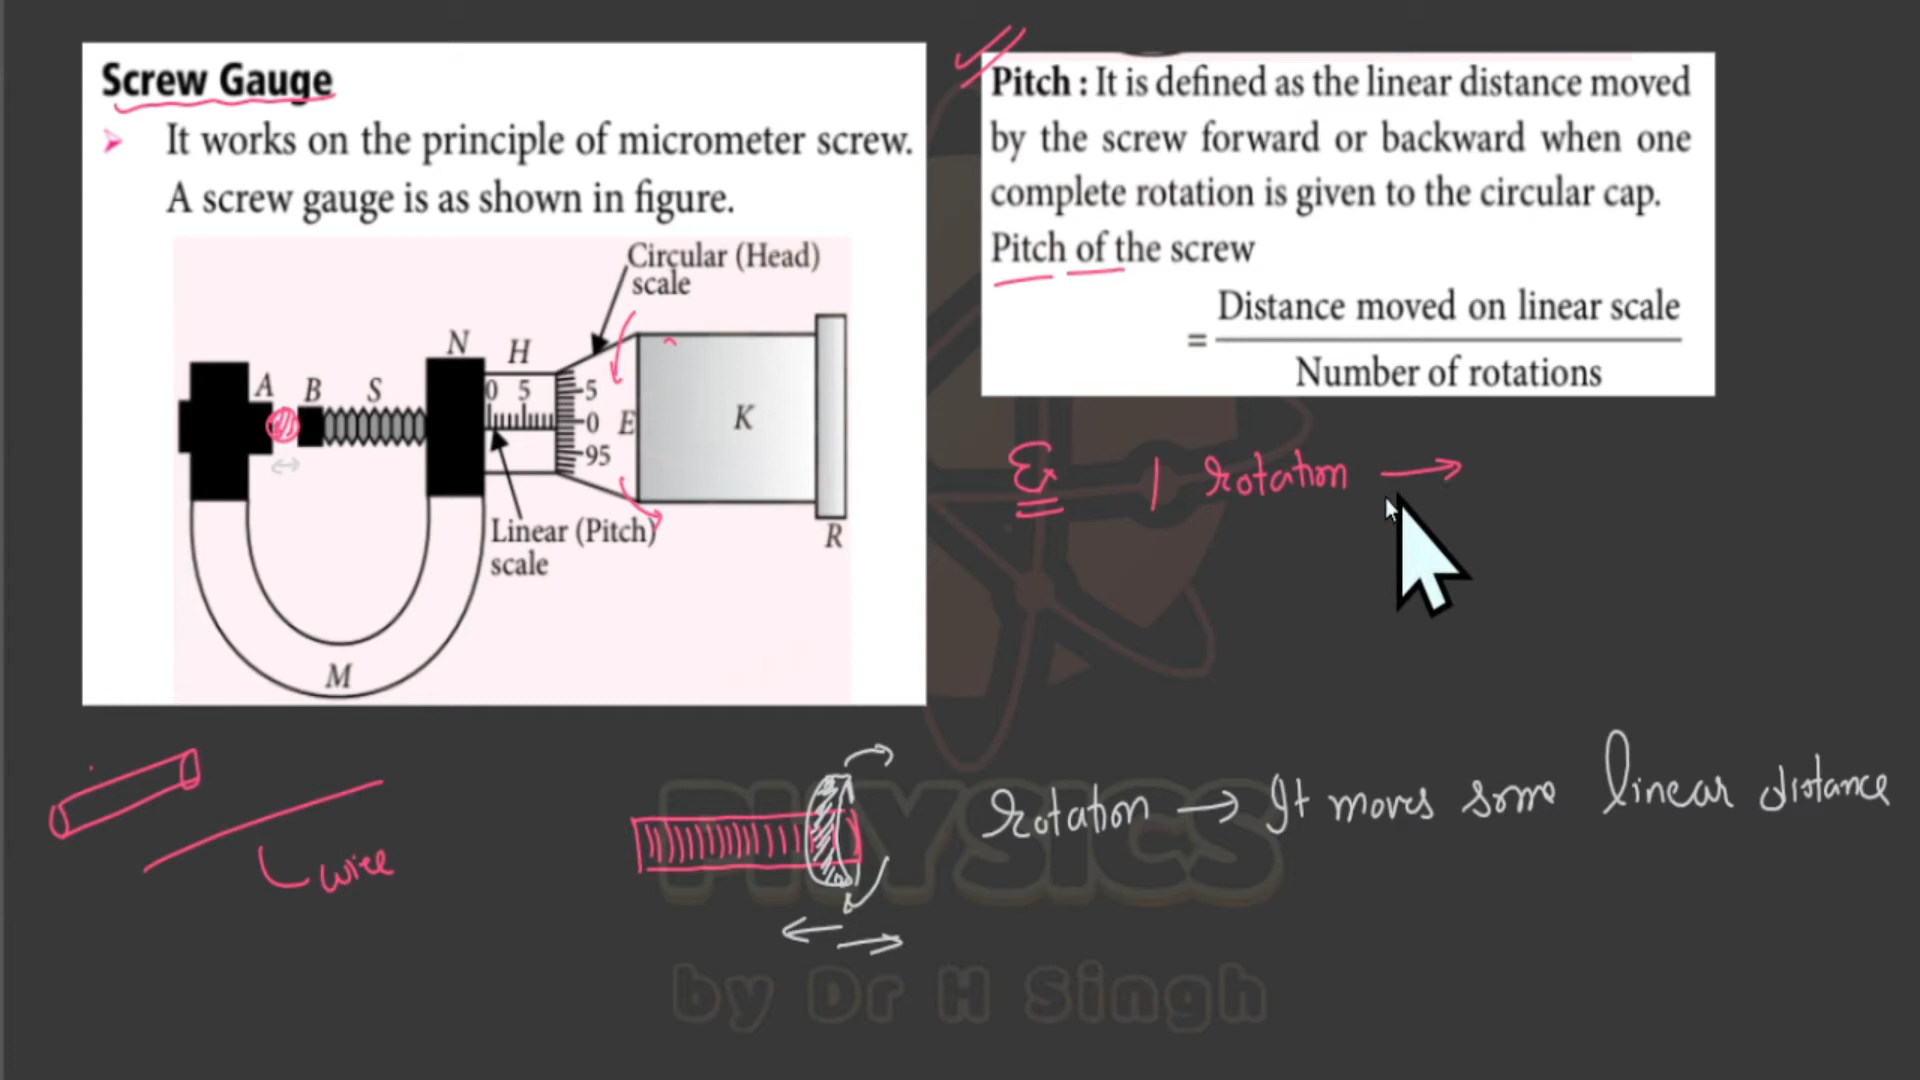 Screw Gauge
➤ It works on the principle of micrometer screw.
A screw gauge is as shown in figure.
Circular (Head)
scale
N
H
A
B
S
0 5
5
0
95
E
K
Linear (Pitch)
scale
R
M
Pitch : It is defined as the linear distance moved
by the screw forward or backward when one
complete rotation is given to the circular cap.
Pitch of the screw
= Distance moved on linear scale
Number of rotations
Ex 1 rotation →
wire
rotation → It moves some linear distance
PHYSICS
by Dr H Singh